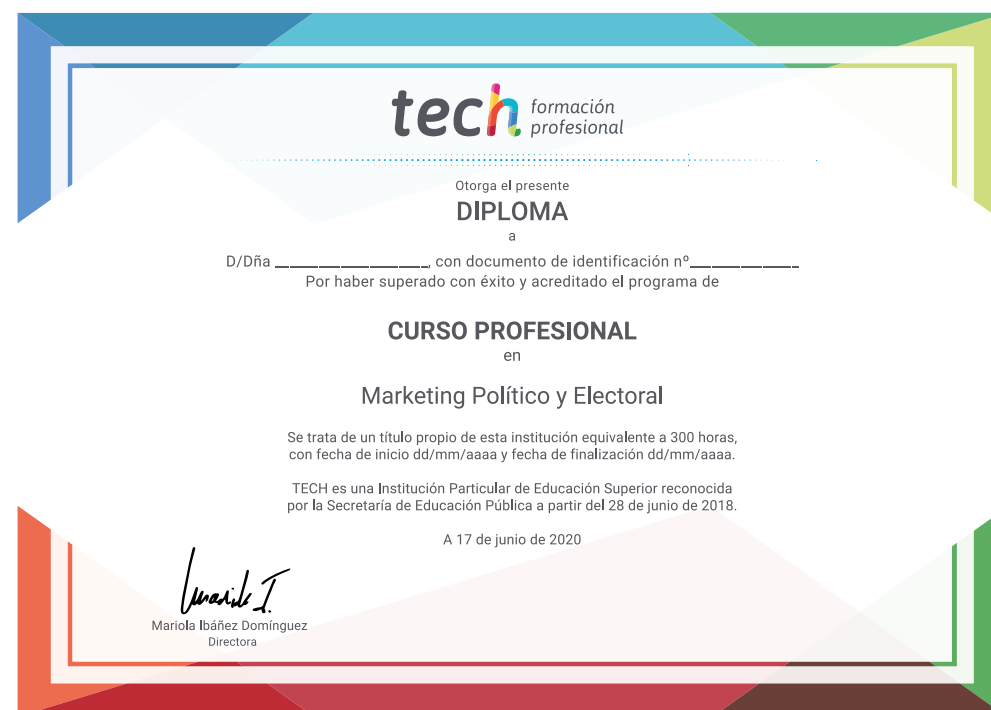 tech formación
profesional
Otorga el presente
DIPLOMA
a
D/Dña ______________________, con documento de identificación nº_______________
Por haber superado con éxito y acreditado el programa de
CURSO PROFESIONAL
en
Marketing Político y Electoral
Se trata de un título propio de esta institución equivalente a 300 horas,
con fecha de inicio dd/mm/aaaa y fecha de finalización dd/mm/aaaa.
TECH es una Institución Particular de Educación Superior reconocida
por la Secretaría de Educación Pública a partir del 28 de junio de 2018.
A 17 de junio de 2020
Mariola Ibáñez Domínguez
Directora